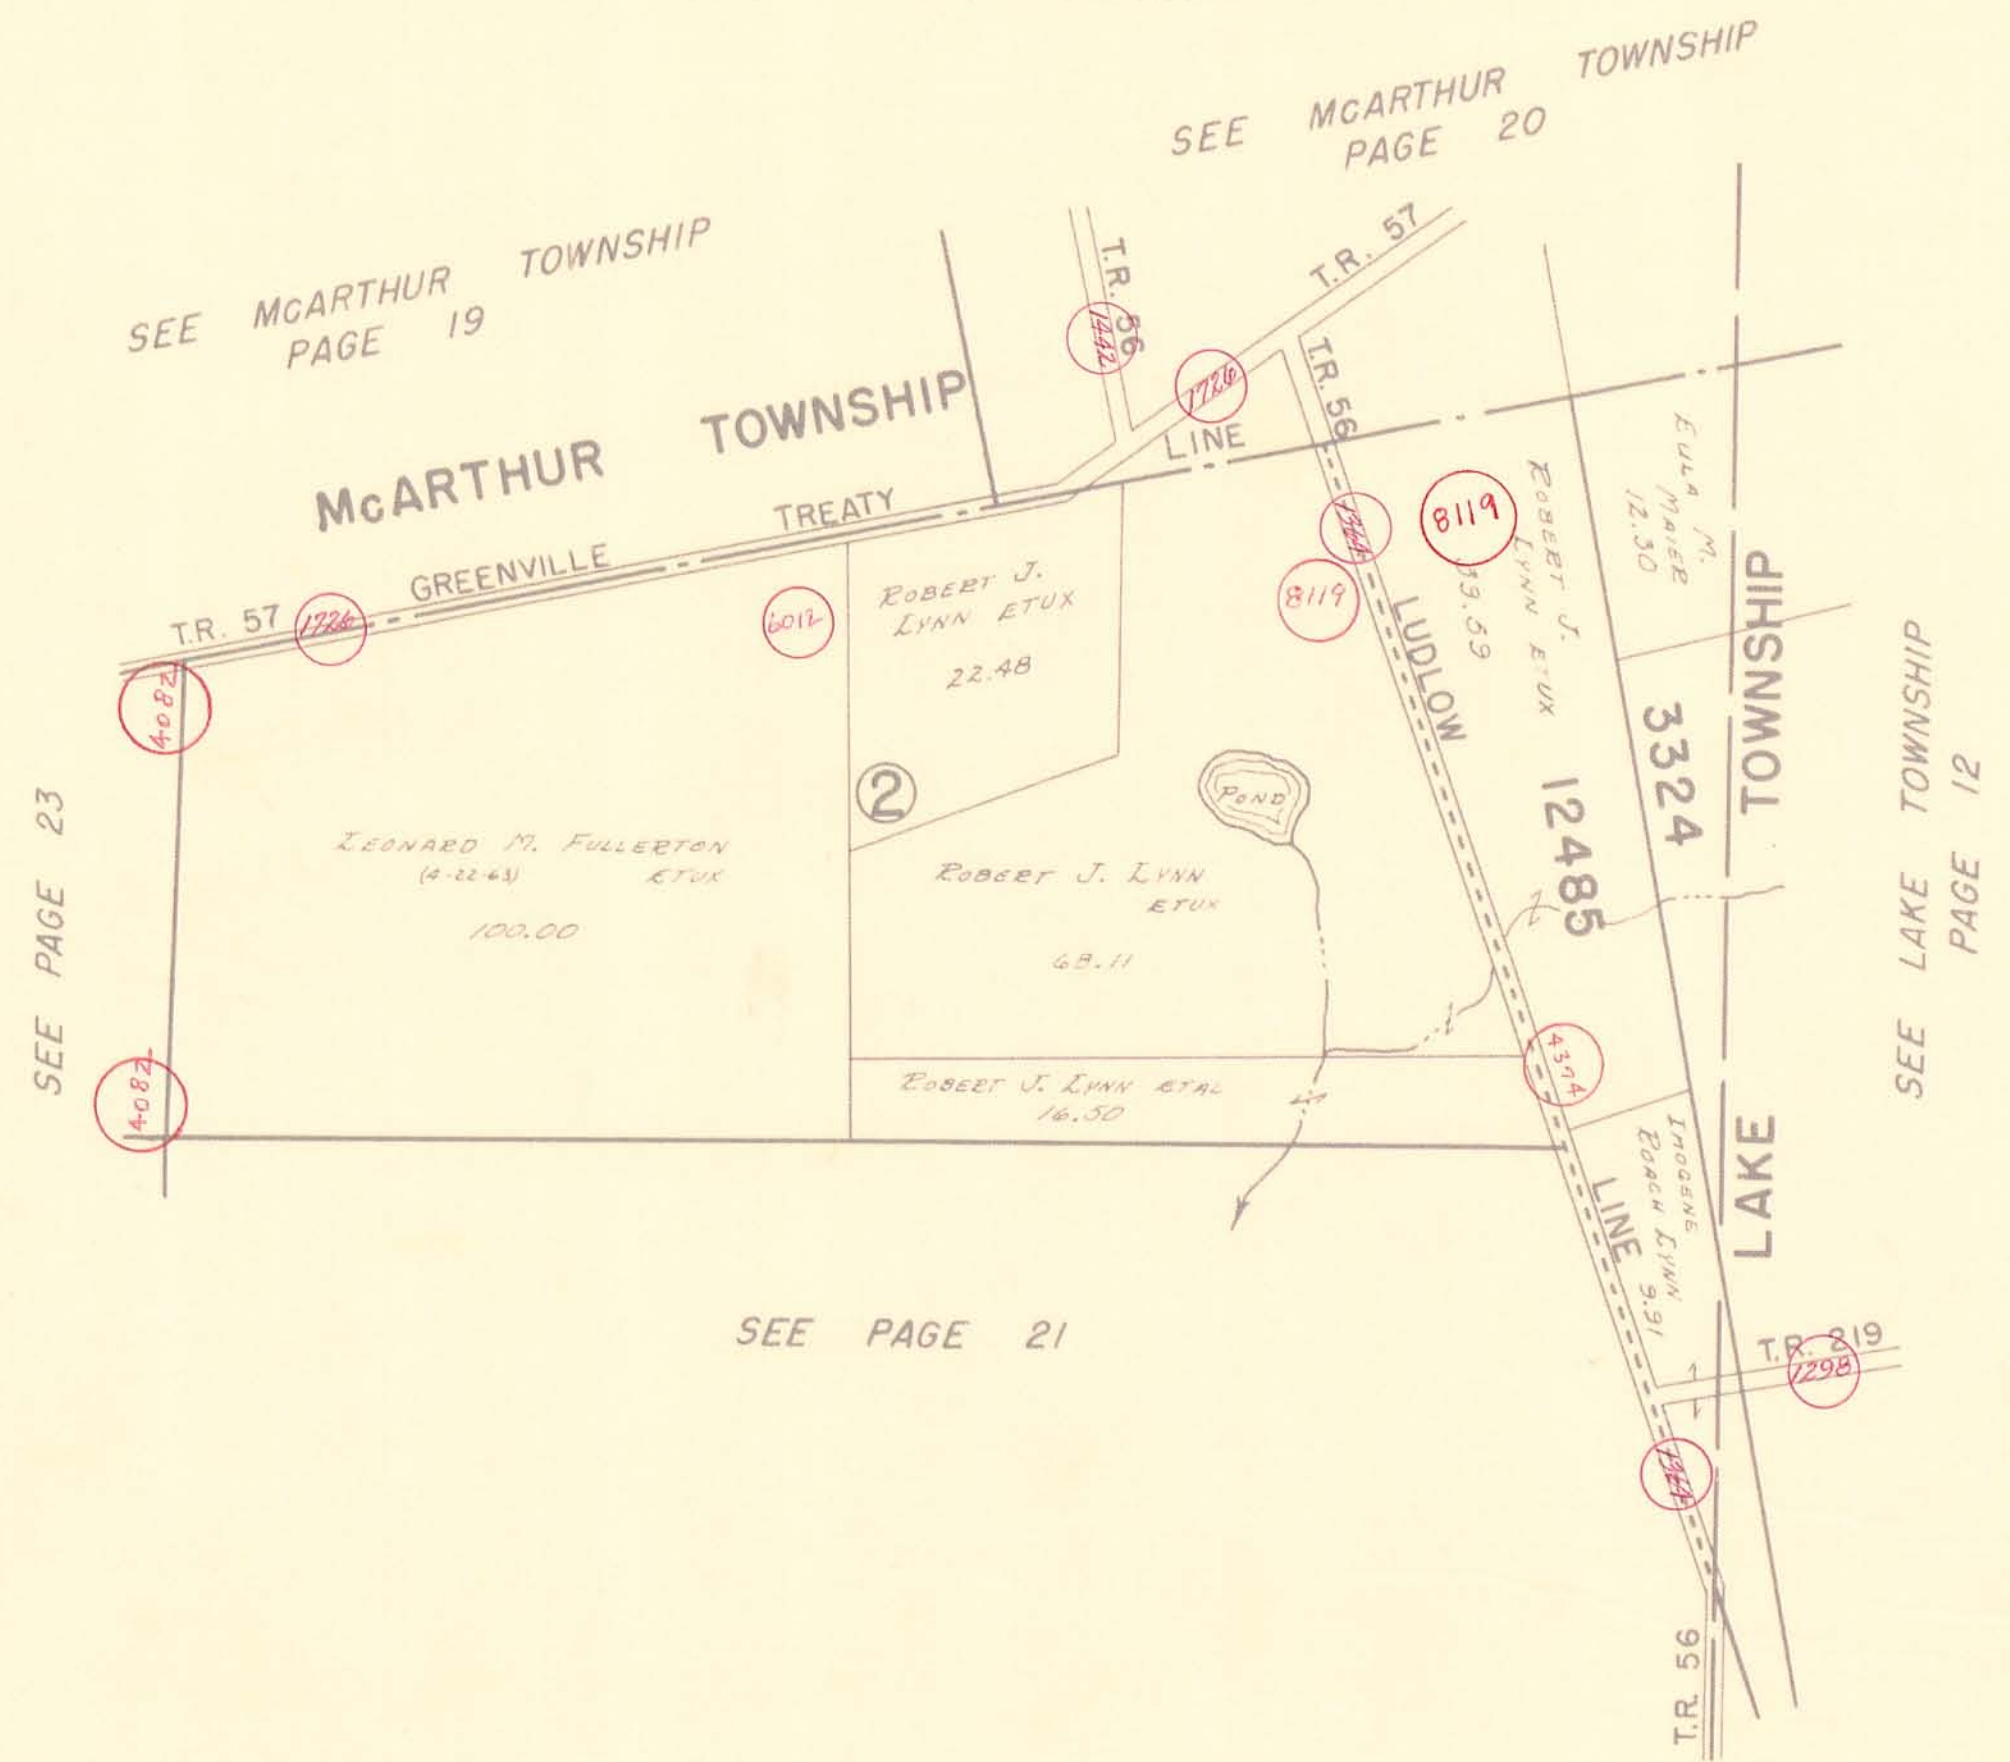 SEE McARTHUR TOWNSHIP
PAGE 20
SEE McARTHUR TOWNSHIP
PAGE 19
McARTHUR TOWNSHIP
T.R. 56
1442
T.R. 57
1726
T.R. 56
GREENVILLE TREATY LINE
T.R. 57
1726
4082
6012
ROBERT J.
LYNN ETUX
22.48
1364
8119
8119
ROBERT J.
LYNN ETUX
39.59
EULA M.
MAIER
12.30
LUDLOW LINE
12485
3324
LAKE TOWNSHIP
SEE LAKE TOWNSHIP
PAGE 12
SEE PAGE 23
LEONARD M. FULLERTON
(4-22-63) ETUX
100.00
2
POND
ROBERT J. LYNN
ETUX
68.11
4082
ROBERT J. LYNN ETAL
16.50
4374
IMOGENE
ROACH LYNN
9.91
SEE PAGE 21
T.R. 219
1298
1364
T.R. 56